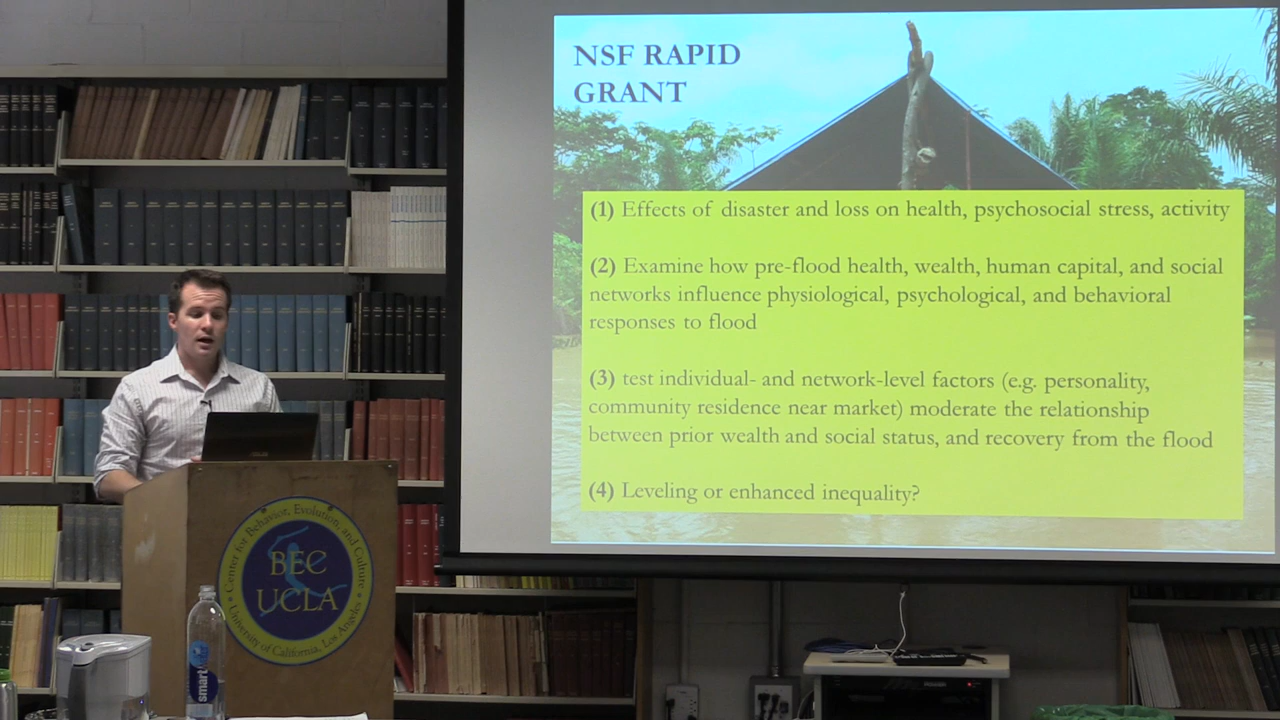 NSF RAPID
GRANT
(1) Effects of disaster and loss on health, psychosocial stress, activity
(2) Examine how pre-flood health, wealth, human capital, and social
networks influence physiological, psychological, and behavioral
responses to flood
(3) test individual- and network-level factors (e.g. personality,
community residence near market) moderate the relationship
between prior wealth and social status, and recovery from the flood
(4) Leveling or enhanced inequality?
Center for Behavior, Evolution, and Culture
BEC
UCLA
University of California, Los Angeles
smart